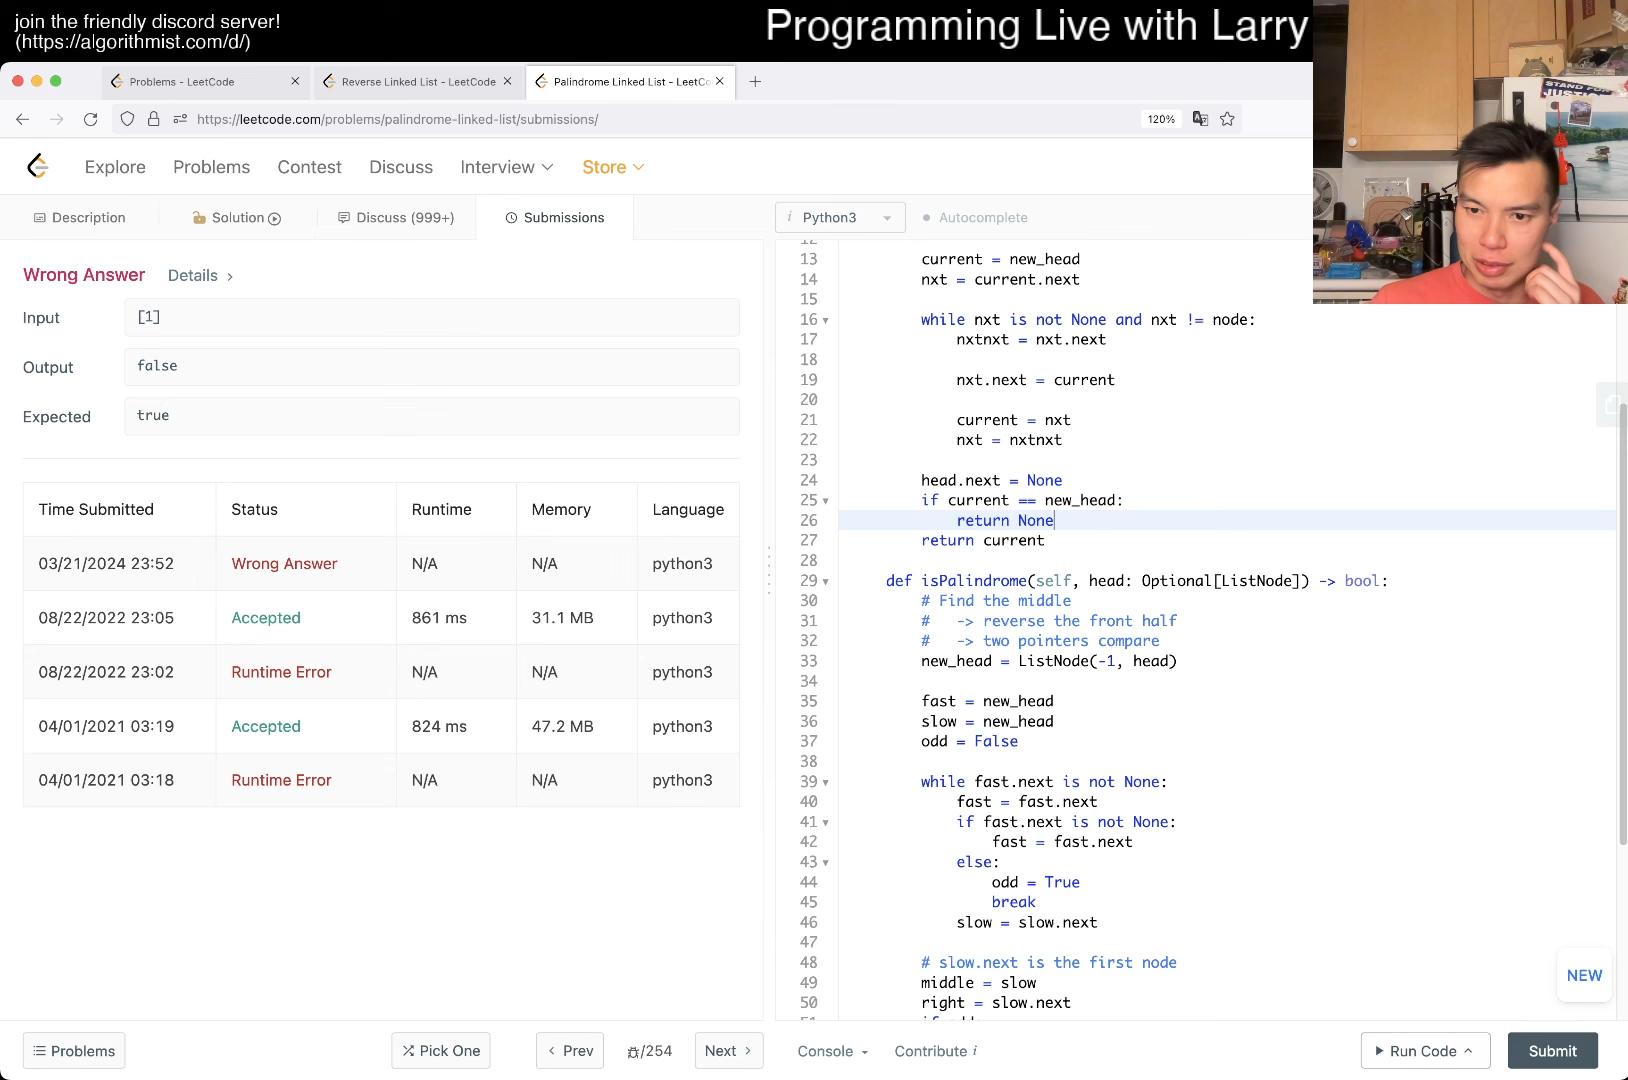 join the friendly discord server!
(https://algorithmist.com/d/)
Programming Live with Larry
Problems - LeetCode
Reverse Linked List - LeetCode
Palindrome Linked List - LeetCo
https://leetcode.com/problems/palindrome-linked-list/submissions/
120%
Explore
Problems
Contest
Discuss
Interview
Store
Description
Solution
Discuss (999+)
Submissions
i Python3
Autocomplete
Wrong Answer
Details
Input
[1]
Output
false
Expected
true
Time Submitted Status Runtime Memory Language
03/21/2024 23:52 Wrong Answer N/A N/A python3
08/22/2022 23:05 Accepted 861 ms 31.1 MB python3
08/22/2022 23:02 Runtime Error N/A N/A python3
04/01/2021 03:19 Accepted 824 ms 47.2 MB python3
04/01/2021 03:18 Runtime Error N/A N/A python3
12
13 current = new_head
14 nxt = current.next
15
16 while nxt is not None and nxt != node:
17 nxtnxt = nxt.next
18
19 nxt.next = current
20
21 current = nxt
22 nxt = nxtnxt
23
24 head.next = None
25 if current == new_head:
26 return None
27 return current
28
29 def isPalindrome(self, head: Optional[ListNode]) -> bool:
30 # Find the middle
31 # -> reverse the front half
32 # -> two pointers compare
33 new_head = ListNode(-1, head)
34
35 fast = new_head
36 slow = new_head
37 odd = False
38
39 while fast.next is not None:
40 fast = fast.next
41 if fast.next is not None:
42 fast = fast.next
43 else:
44 odd = True
45 break
46 slow = slow.next
47
48 # slow.next is the first node
49 middle = slow
50 right = slow.next
STAND FOR
JUSTIC
NEW
Problems
Pick One
Prev
/254
Next
Console
Contribute i
Run Code
Submit